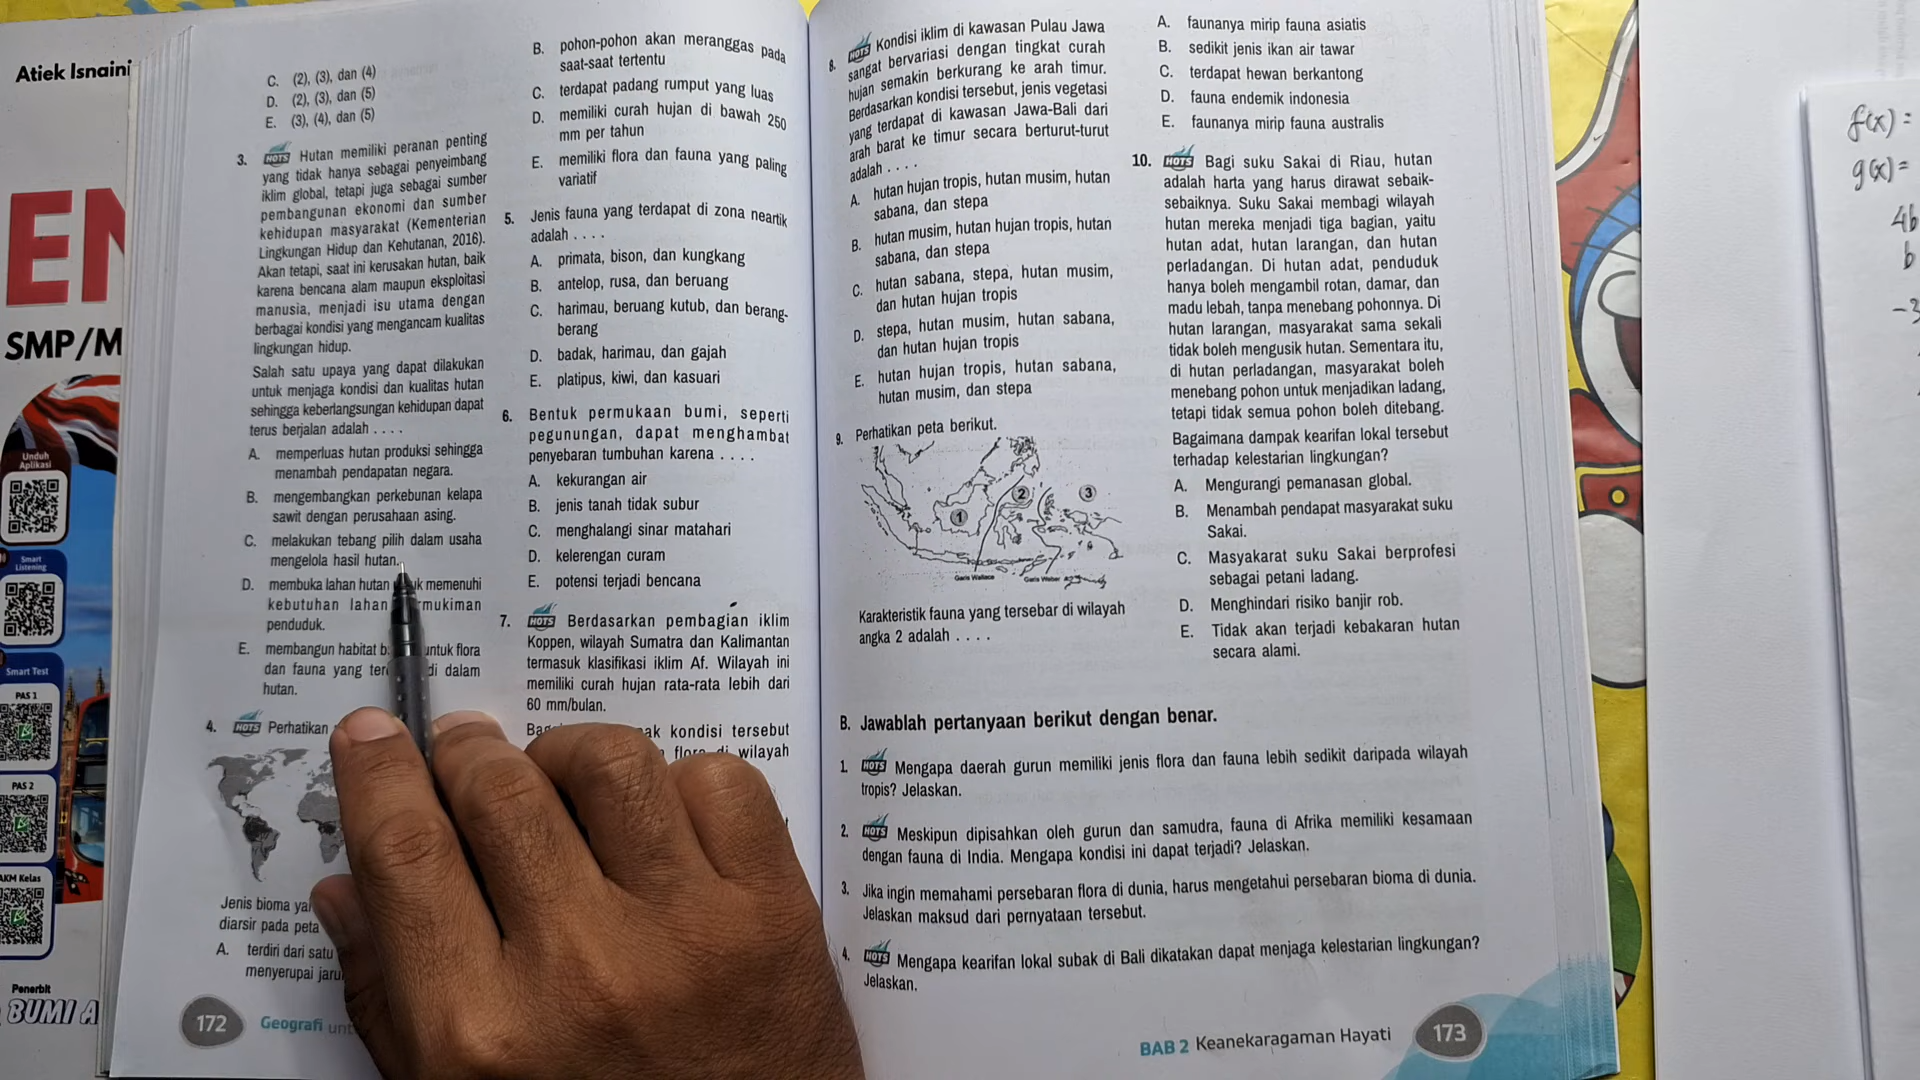 Atiek Isnaini
EN
SMP/M
Unduh
Aplikasi
Smart
Listening
Smart Test
PAS 1
PAS 2
AKM Kelas
Penerbit
BUMI A
C. (2), (3), dan (4)
D. (2), (3), dan (5)
E. (3), (4), dan (5)
3. HOTS Hutan memiliki peranan penting
yang tidak hanya sebagai penyeimbang
iklim global, tetapi juga sebagai sumber
pembangunan ekonomi dan sumber
kehidupan masyarakat (Kementerian
Lingkungan Hidup dan Kehutanan, 2016).
Akan tetapi, saat ini kerusakan hutan, baik
karena bencana alam maupun eksploitasi
manusia, menjadi isu utama dengan
berbagai kondisi yang mengancam kualitas
lingkungan hidup.
Salah satu upaya yang dapat dilakukan
untuk menjaga kondisi dan kualitas hutan
sehingga keberlangsungan kehidupan dapat
terus berjalan adalah . . . .
A. memperluas hutan produksi sehingga
menambah pendapatan negara.
B. mengembangkan perkebunan kelapa
sawit dengan perusahaan asing.
C. melakukan tebang pilih dalam usaha
mengelola hasil hutan.
D. membuka lahan hutan memenuhi
kebutuhan lahan
penduduk.
E. membangun habitat untuk flora
dan fauna yang di dalam
hutan.
4. HOTS Perhatikan
Jenis bioma
diarsir pada peta
A. terdiri dari satu
menyerupai
172 Geografi
B. pohon-pohon akan meranggas pada
saat-saat tertentu
C. terdapat padang rumput yang luas
D. memiliki curah hujan di bawah 250
mm per tahun
E. memiliki flora dan fauna yang paling
variatif
5. Jenis fauna yang terdapat di zona neartik
adalah . . . .
A. primata, bison, dan kungkang
B. antelop, rusa, dan beruang
C. harimau, beruang kutub, dan berang-
berang
D. badak, harimau, dan gajah
E. platipus, kiwi, dan kasuari
6. Bentuk permukaan bumi, seperti
pegunungan, dapat menghambat
penyebaran tumbuhan karena . . . .
A. kekurangan air
B. jenis tanah tidak subur
C. menghalangi sinar matahari
D. kelerengan curam
E. potensi terjadi bencana
7. HOTS Berdasarkan pembagian iklim
Koppen, wilayah Sumatra dan Kalimantan
termasuk klasifikasi iklim Af. Wilayah ini
memiliki curah hujan rata-rata lebih dari
60 mm/bulan.
kondisi tersebut
flora di wilayah
8. HOTS Kondisi iklim di kawasan Pulau Jawa
sangat bervariasi dengan tingkat curah
hujan semakin berkurang ke arah timur.
Berdasarkan kondisi tersebut, jenis vegetasi
yang terdapat di kawasan Jawa-Bali dari
arah barat ke timur secara berturut-turut
adalah . . . .
A. hutan hujan tropis, hutan musim, hutan
sabana, dan stepa
B. hutan musim, hutan hujan tropis, hutan
sabana, dan stepa
C. hutan sabana, stepa, hutan musim,
dan hutan hujan tropis
D. stepa, hutan musim, hutan sabana,
dan hutan hujan tropis
E. hutan hujan tropis, hutan sabana,
hutan musim, dan stepa
9. Perhatikan peta berikut.
1
2
3
Garis Wallace
Garis Weber
Karakteristik fauna yang tersebar di wilayah
angka 2 adalah . . . .
A. faunanya mirip fauna asiatis
B. sedikit jenis ikan air tawar
C. terdapat hewan berkantong
D. fauna endemik indonesia
E. faunanya mirip fauna australis
10. HOTS Bagi suku Sakai di Riau, hutan
adalah harta yang harus dirawat sebaik-
sebaiknya. Suku Sakai membagi wilayah
hutan mereka menjadi tiga bagian, yaitu
hutan adat, hutan larangan, dan hutan
perladangan. Di hutan adat, penduduk
hanya boleh mengambil rotan, damar, dan
madu lebah, tanpa menebang pohonnya. Di
hutan larangan, masyarakat sama sekali
tidak boleh mengusik hutan. Sementara itu,
di hutan perladangan, masyarakat boleh
menebang pohon untuk menjadikan ladang,
tetapi tidak semua pohon boleh ditebang.
Bagaimana dampak kearifan lokal tersebut
terhadap kelestarian lingkungan?
A. Mengurangi pemanasan global.
B. Menambah pendapat masyarakat suku
Sakai.
C. Masyakarat suku Sakai berprofesi
sebagai petani ladang.
D. Menghindari risiko banjir rob.
E. Tidak akan terjadi kebakaran hutan
secara alami.
B. Jawablah pertanyaan berikut dengan benar.
1. HOTS Mengapa daerah gurun memiliki jenis flora dan fauna lebih sedikit daripada wilayah
tropis? Jelaskan.
2. HOTS Meskipun dipisahkan oleh gurun dan samudra, fauna di Afrika memiliki kesamaan
dengan fauna di India. Mengapa kondisi ini dapat terjadi? Jelaskan.
3. Jika ingin memahami persebaran flora di dunia, harus mengetahui persebaran bioma di dunia.
Jelaskan maksud dari pernyataan tersebut.
4. HOTS Mengapa kearifan lokal subak di Bali dikatakan dapat menjaga kelestarian lingkungan?
Jelaskan.
BAB 2 Keanekaragaman Hayati 173
f(x) =
g(x) =
4b
b
-3